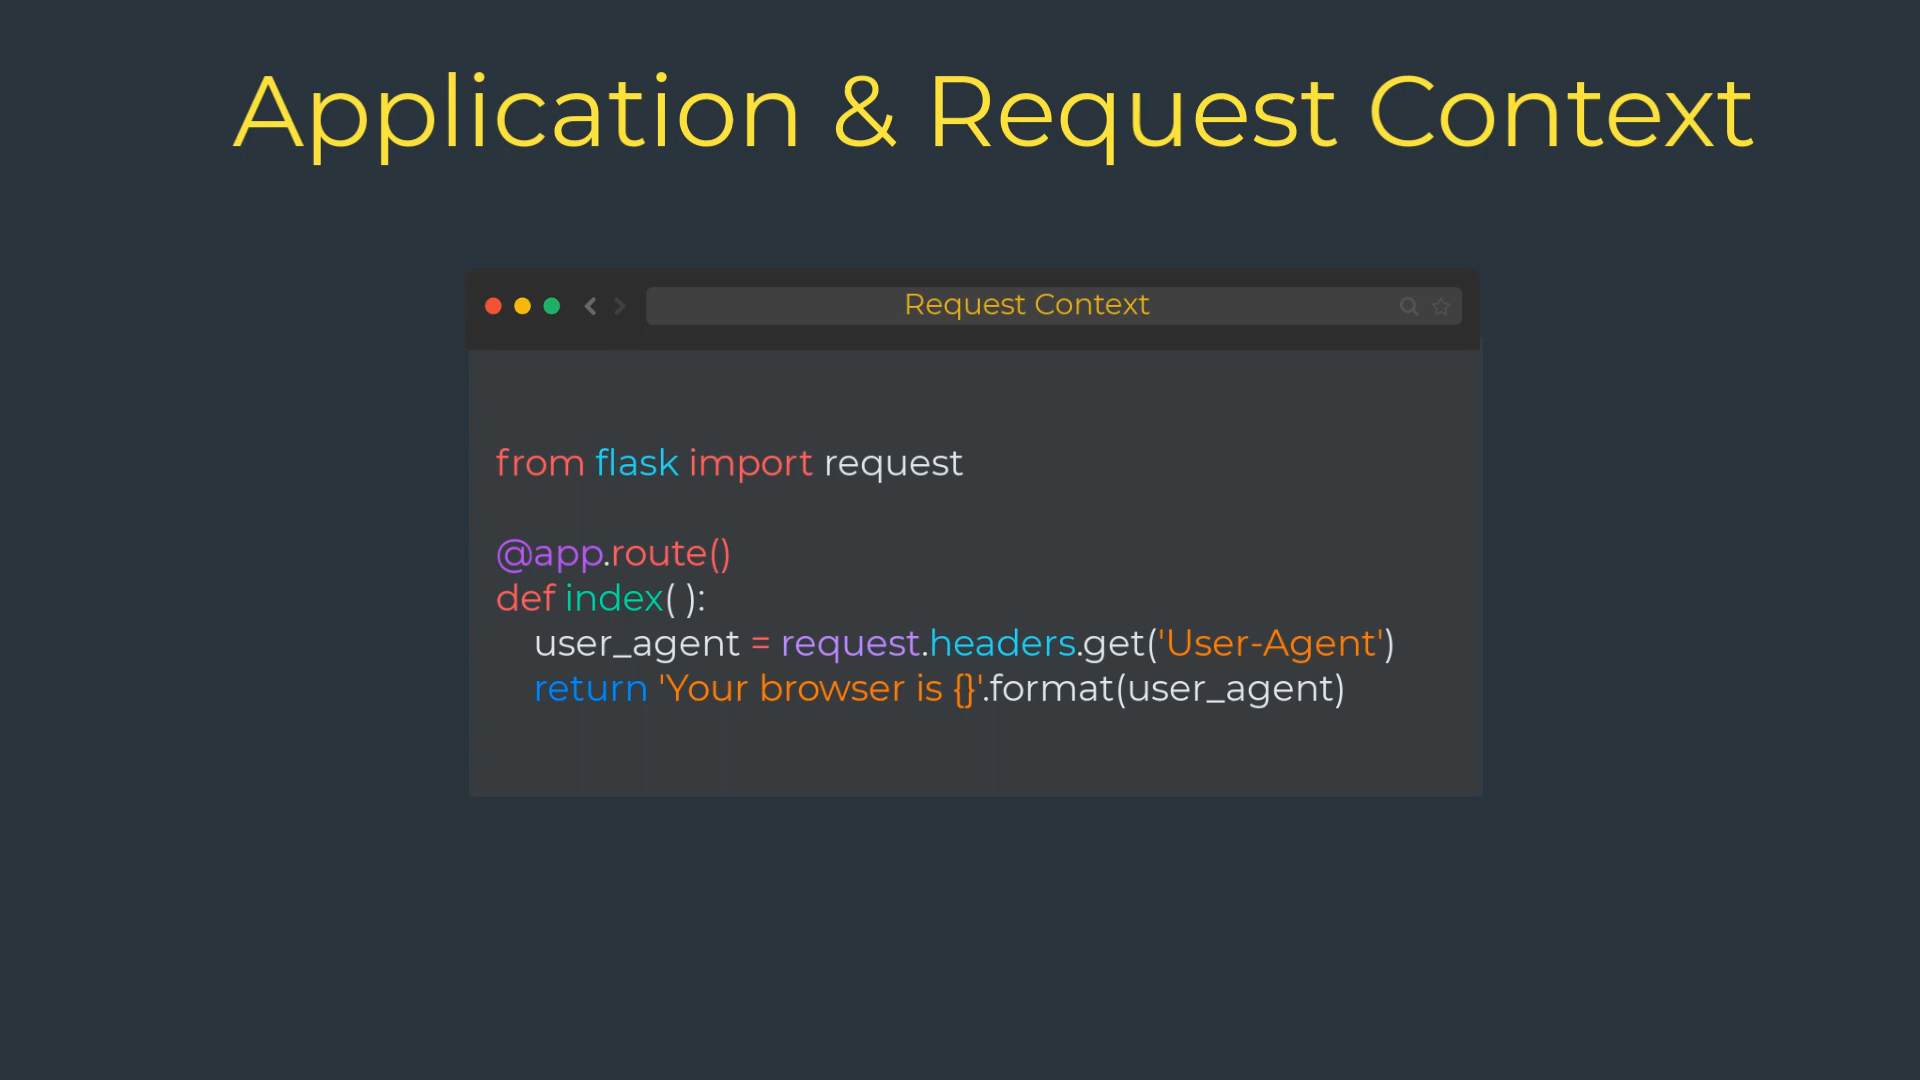 Application & Request Context
Request Context
from flask import request
@app.route()
def index( ):
user_agent = request.headers.get('User-Agent')
return 'Your browser is {}'.format(user_agent)